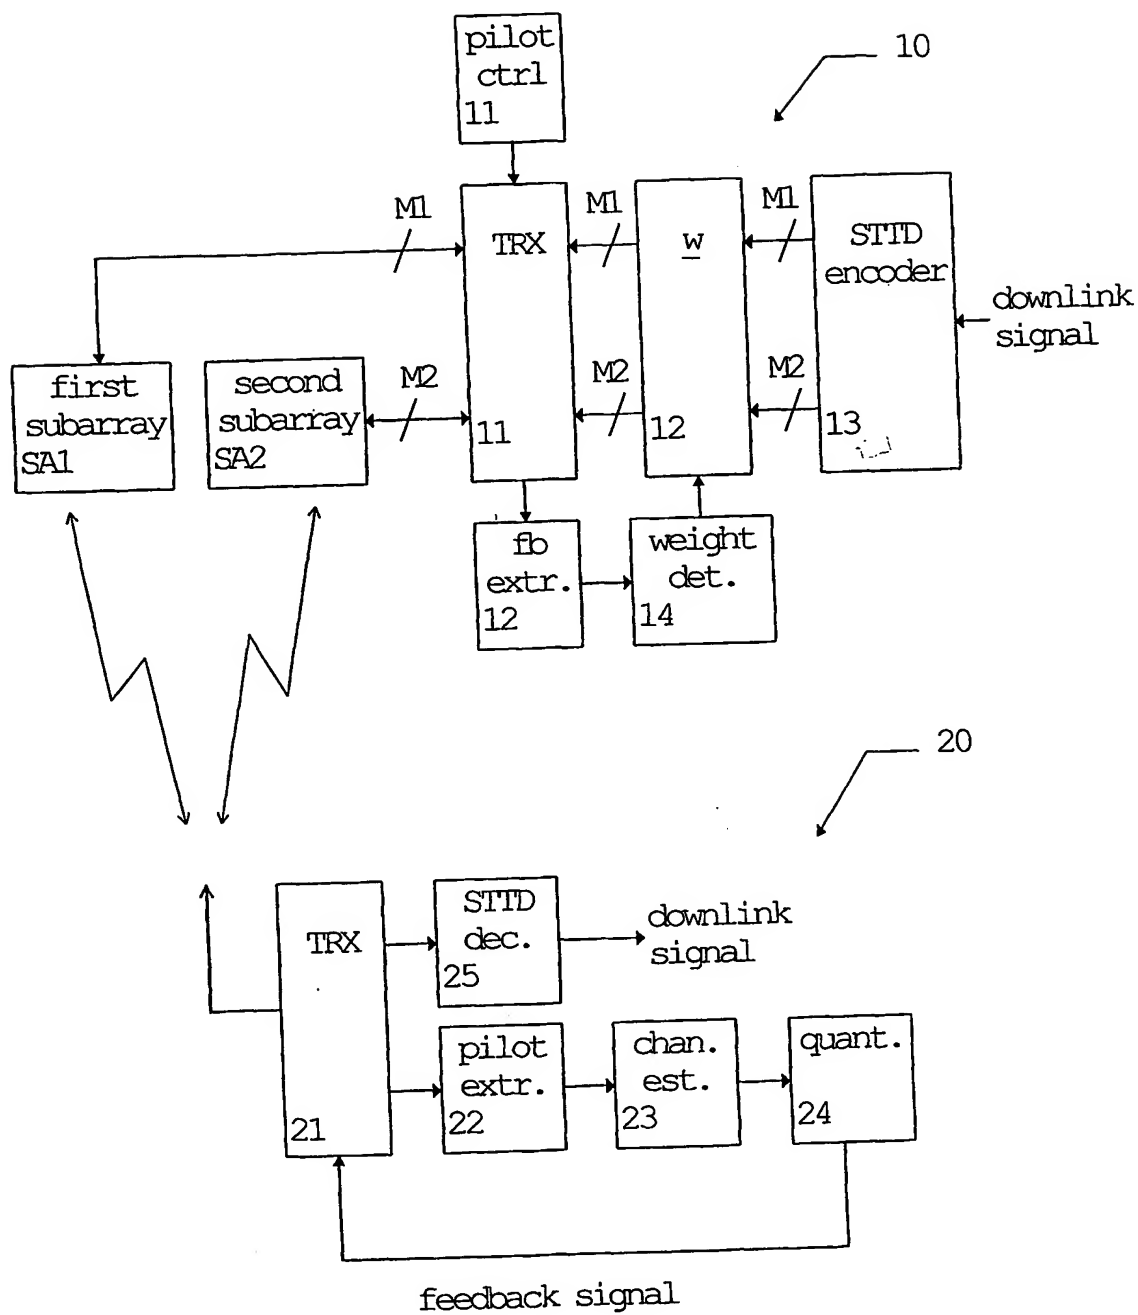 pilot
ctrl
11
10
M1
M1
M1
TRX
w
STTD
encoder
downlink
signal
first
subarray
SA1
second
subarray
SA2
M2
M2
M2
11
12
13
fb
extr.
12
weight
det.
14
20
TRX
21
STTD
dec.
25
downlink
signal
pilot
extr.
22
chan.
est.
23
quant.
24
feedback signal